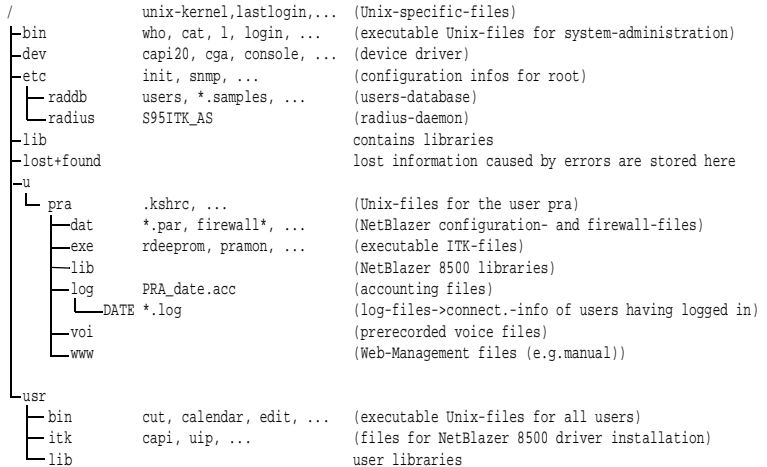 / unix-kernel,lastlogin,... (Unix-specific-files)
bin who, cat, l, login, ... (executable Unix-files for system-administration)
dev capi20, cga, console, ... (device driver)
etc init, snmp, ... (configuration infos for root)
raddb users, *.samples, ... (users-database)
radius S95ITK_AS (radius-daemon)
lib contains libraries
lost+found lost information caused by errors are stored here
u
pra .kshrc, ... (Unix-files for the user pra)
dat *.par, firewall*, ... (NetBlazer configuration- and firewall-files)
exe rdeeprom, pramon, ... (executable ITK-files)
lib (NetBlazer 8500 libraries)
log PRA_date.acc (accounting files)
DATE *.log (log-files->connect.-info of users having logged in)
voi (prerecorded voice files)
www (Web-Management files (e.g.manual))
usr
bin cut, calendar, edit, ... (executable Unix-files for all users)
itk capi, uip, ... (files for NetBlazer 8500 driver installation)
lib user libraries